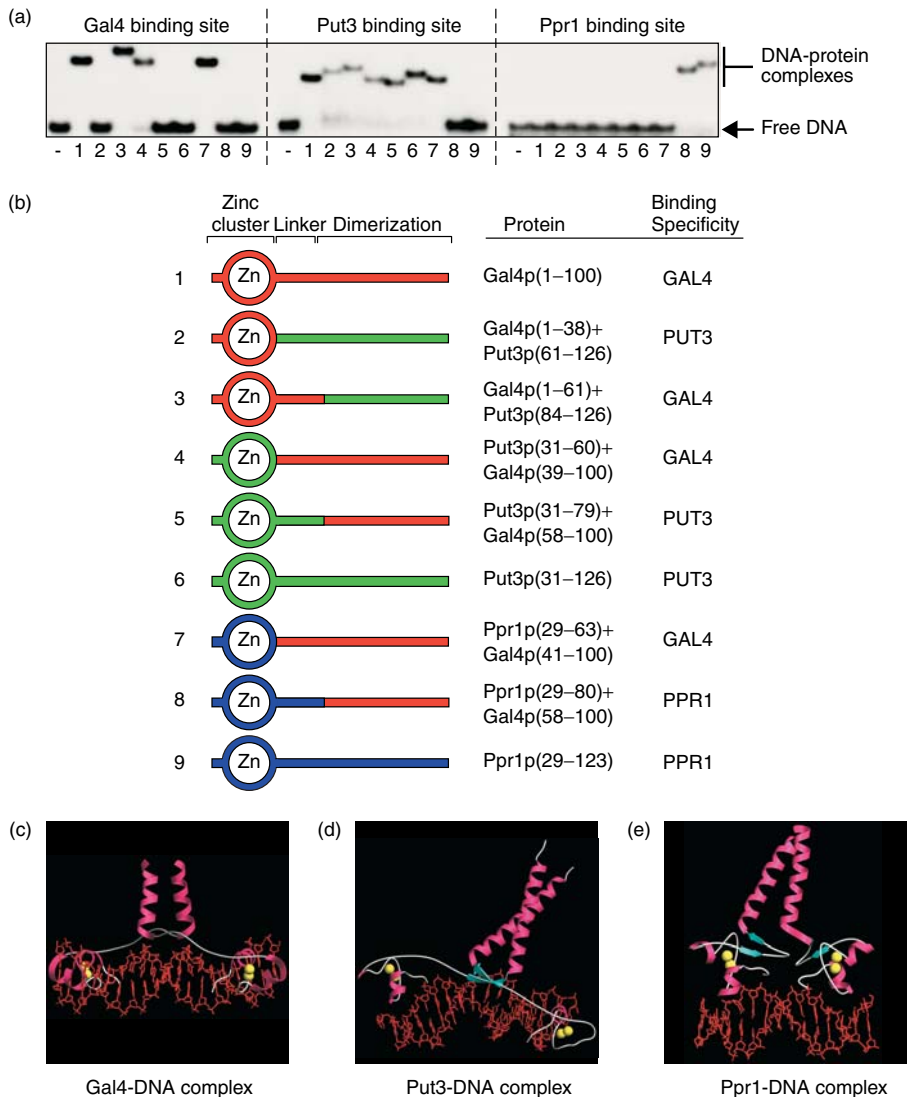 (a)
Gal4 binding site
Put3 binding site
Ppr1 binding site
DNA-protein
complexes
Free DNA
- 1 2 3 4 5 6 7 8 9
- 1 2 3 4 5 6 7 8 9
- 1 2 3 4 5 6 7 8 9
(b)
Zinc
cluster Linker Dimerization
Protein
Binding
Specificity
1 Zn Gal4p(1–100) GAL4
2 Zn Gal4p(1–38)+
Put3p(61–126) PUT3
3 Zn Gal4p(1–61)+
Put3p(84–126) GAL4
4 Zn Put3p(31–60)+
Gal4p(39–100) GAL4
5 Zn Put3p(31–79)+
Gal4p(58–100) PUT3
6 Zn Put3p(31–126) PUT3
7 Zn Ppr1p(29–63)+
Gal4p(41–100) GAL4
8 Zn Ppr1p(29–80)+
Gal4p(58–100) PPR1
9 Zn Ppr1p(29–123) PPR1
(c)
(d)
(e)
Gal4-DNA complex
Put3-DNA complex
Ppr1-DNA complex